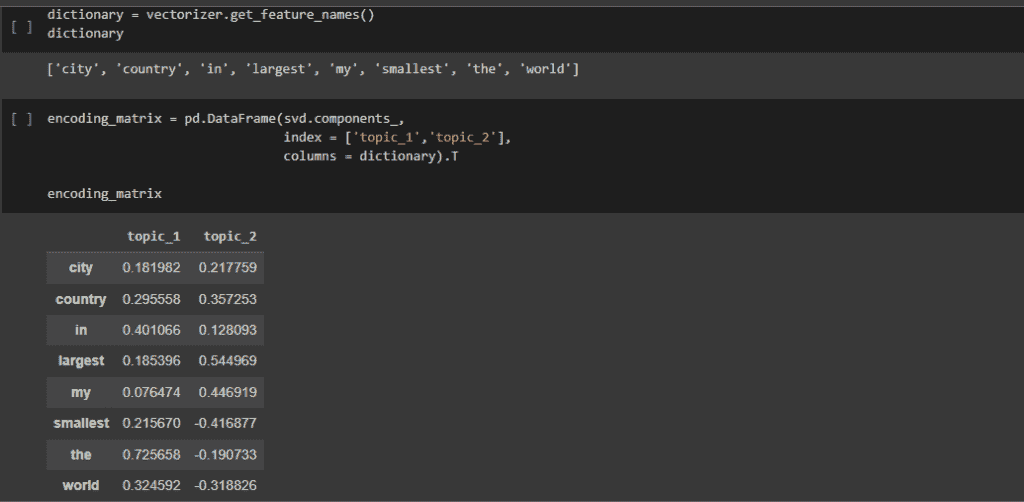 dictionary = vectorizer.get_feature_names()
[ ] dictionary
['city', 'country', 'in', 'largest', 'my', 'smallest', 'the', 'world']
[ ] encoding_matrix = pd.DataFrame(svd.components_,
index = ['topic_1','topic_2'],
columns = dictionary).T
encoding_matrix
topic_1 topic_2
city 0.181982 0.217759
country 0.295558 0.357253
in 0.401066 0.128093
largest 0.185396 0.544969
my 0.076474 0.446919
smallest 0.215670 -0.416877
the 0.725658 -0.190733
world 0.324592 -0.318826